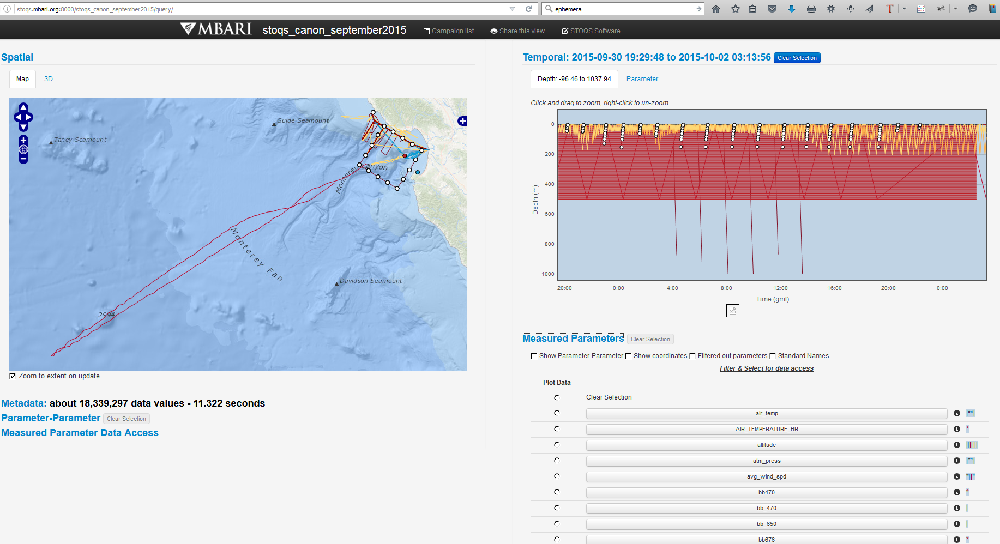 stoqs.mbari.org:8000/stoqs_canon_september2015/query/
ephemera
MBARI stoqs_canon_september2015 Campaign list Share this view STOQS Software
Spatial
Map 3D
Guide Seamount
Taney Seamount
Monterey Canyon
Monterey Fan
Davidson Seamount
2994
Zoom to extent on update
Metadata: about 18,339,297 data values - 11.322 seconds
Parameter-Parameter Clear Selection
Measured Parameter Data Access
Temporal: 2015-09-30 19:29:48 to 2015-10-02 03:13:56 Clear Selection
Depth: -96.46 to 1037.94 Parameter
Click and drag to zoom, right-click to un-zoom
0
200
400
600
800
1000
Depth (m)
20:00 0:00 4:00 8:00 12:00 16:00 20:00 0:00
Time (gmt)
Measured Parameters Clear Selection
Show Parameter-Parameter Show coordinates Filtered out parameters Standard Names
Filter & Select for data access
Plot Data
Clear Selection
air_temp
AIR_TEMPERATURE_HR
altitude
atm_press
avg_wind_spd
bb470
bb_470
bb_650
bb676